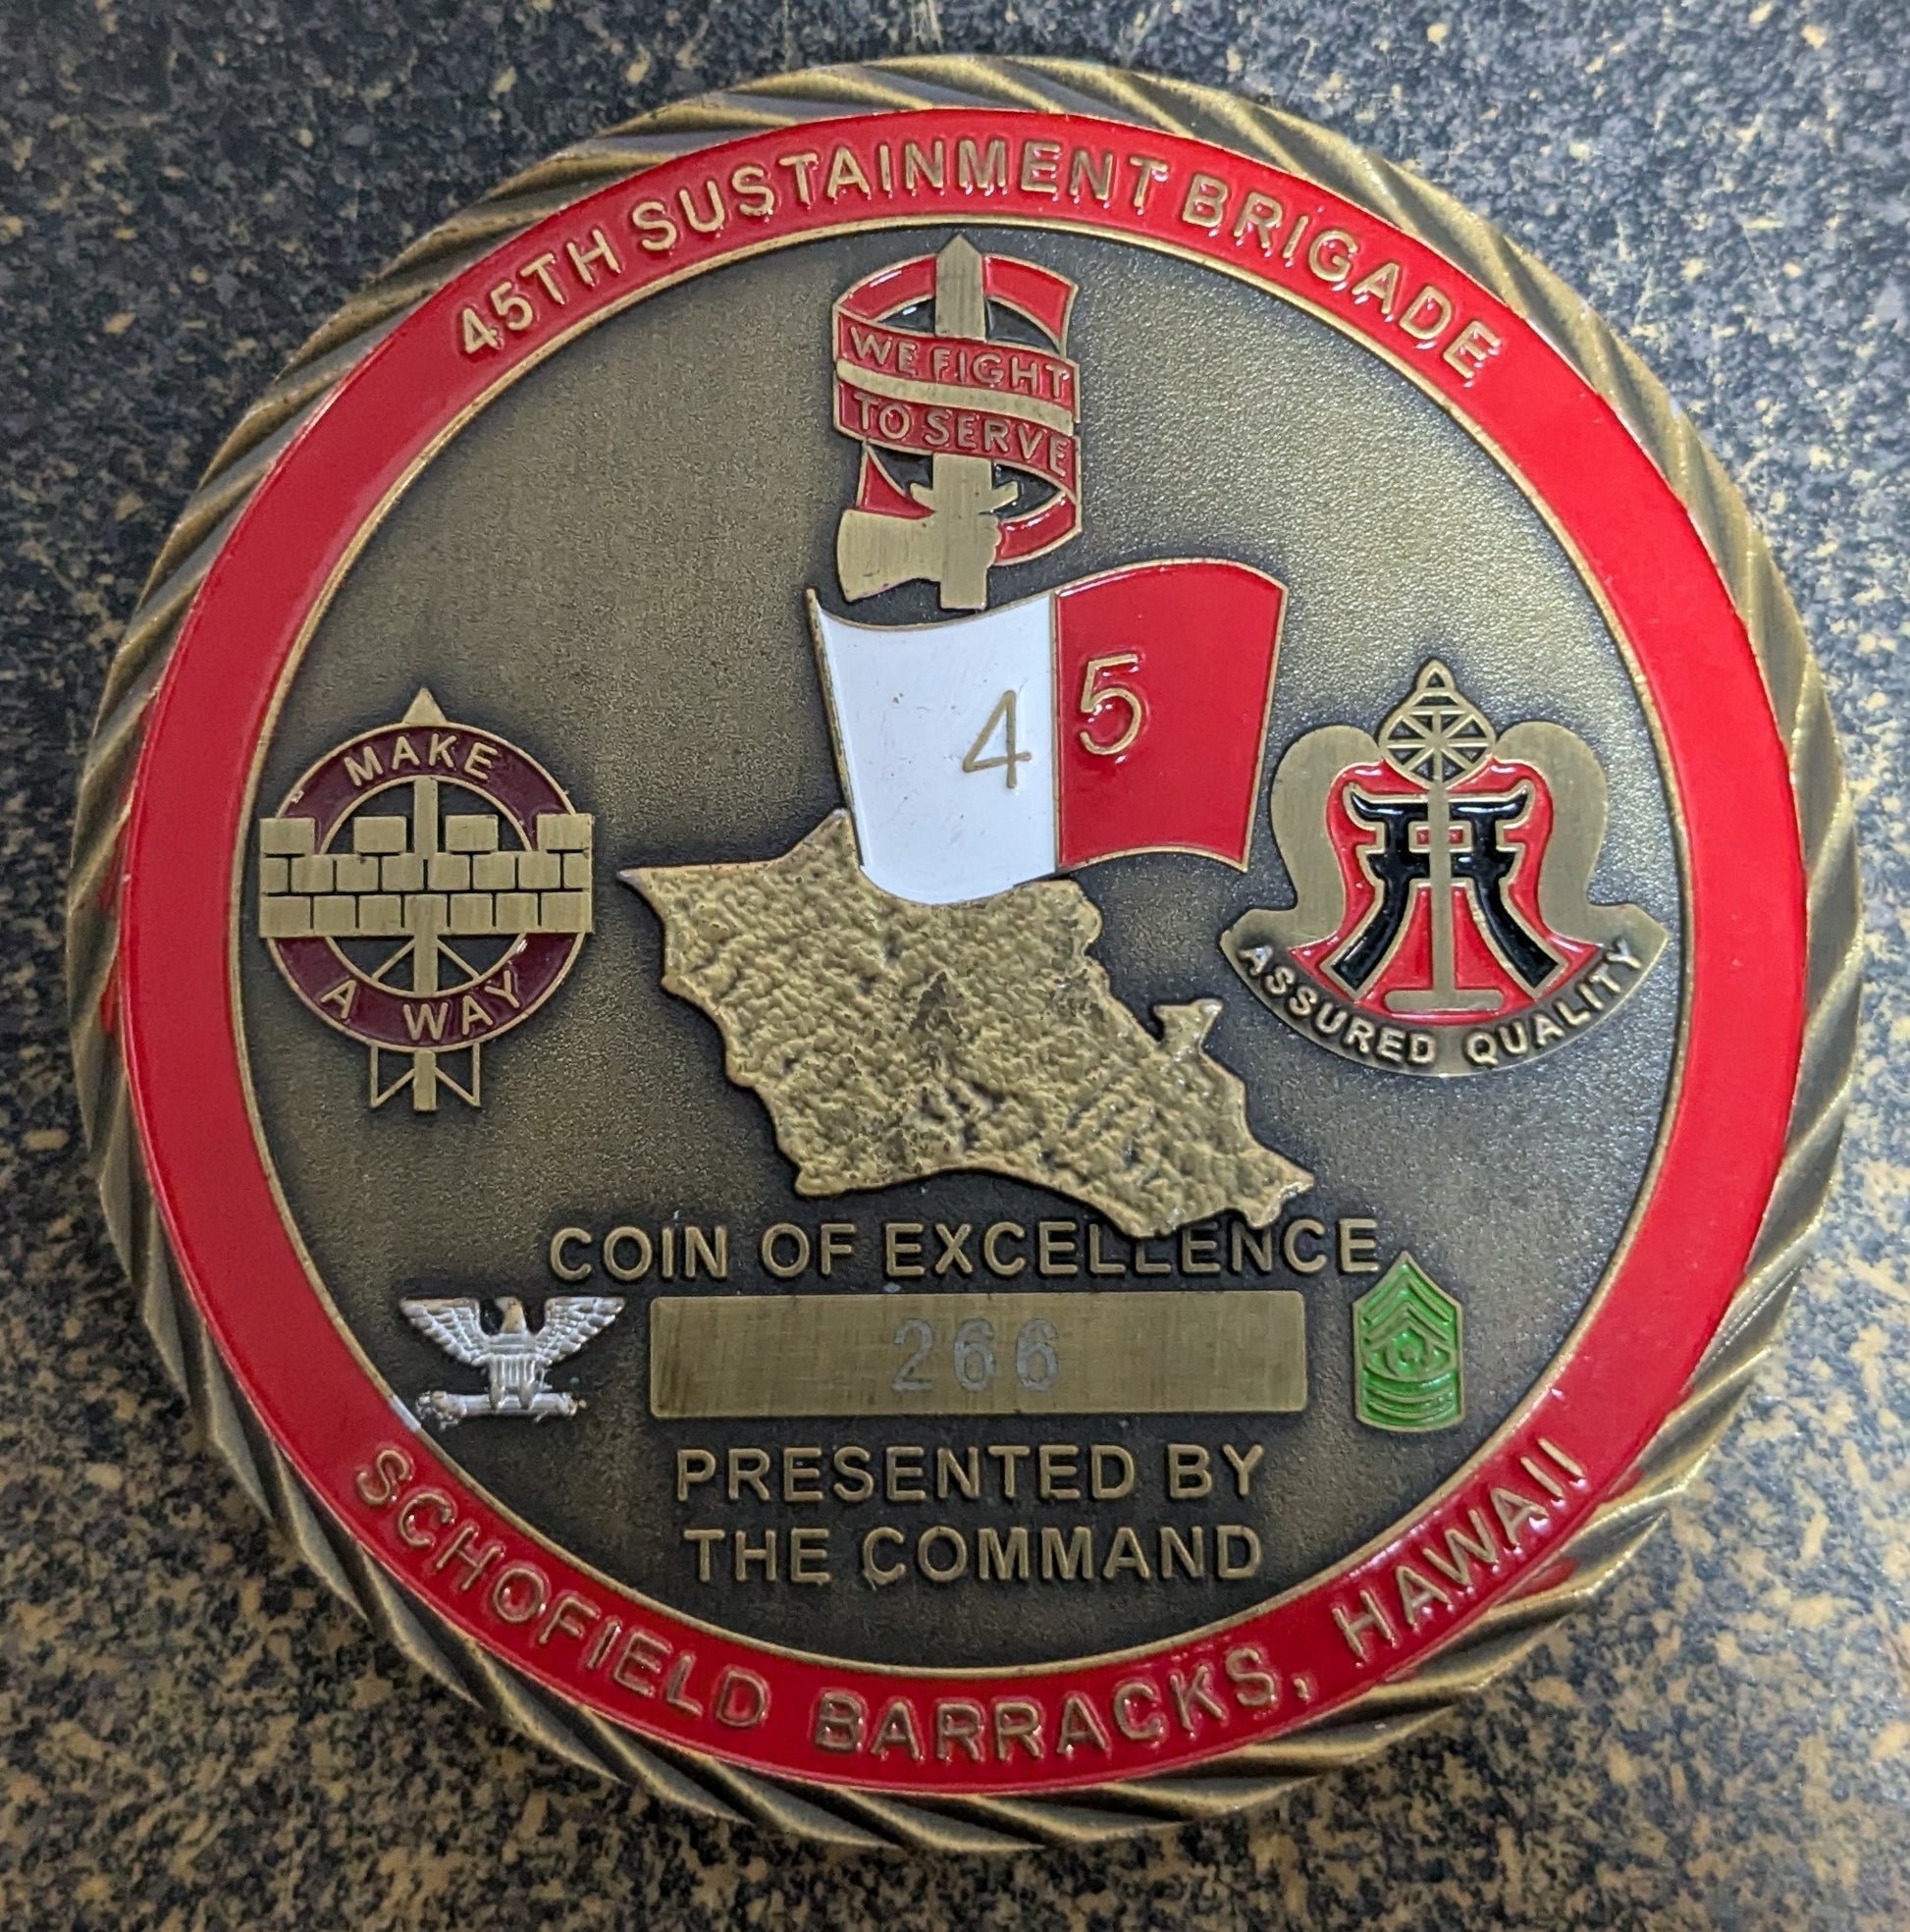 45TH SUSTAINMENT BRIGADE
WE FIGHT
TO SERVE
4 5
MAKE
A WAY
ASSURED QUALITY
COIN OF EXCELLENCE
266
PRESENTED BY
THE COMMAND
SCHOFIELD BARRACKS, HAWAII